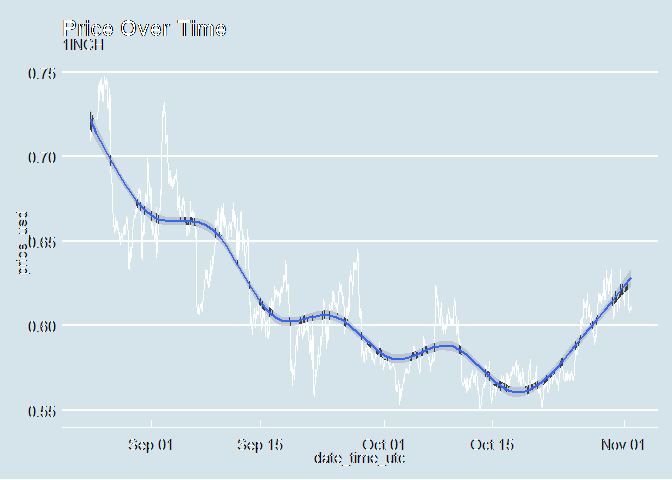 Price Over Time
1INCH
0.75
0.70
0.65
0.60
0.55
price_usd
Sep 01
Sep 15
Oct 01
Oct 15
Nov 01
date_time_utc